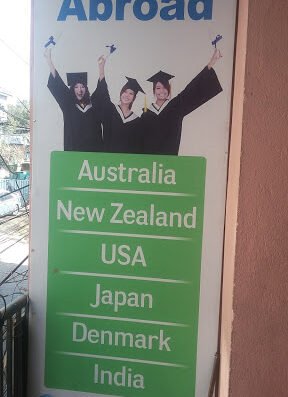 Abroad
Australia
New Zealand
USA
Japan
Denmark
India